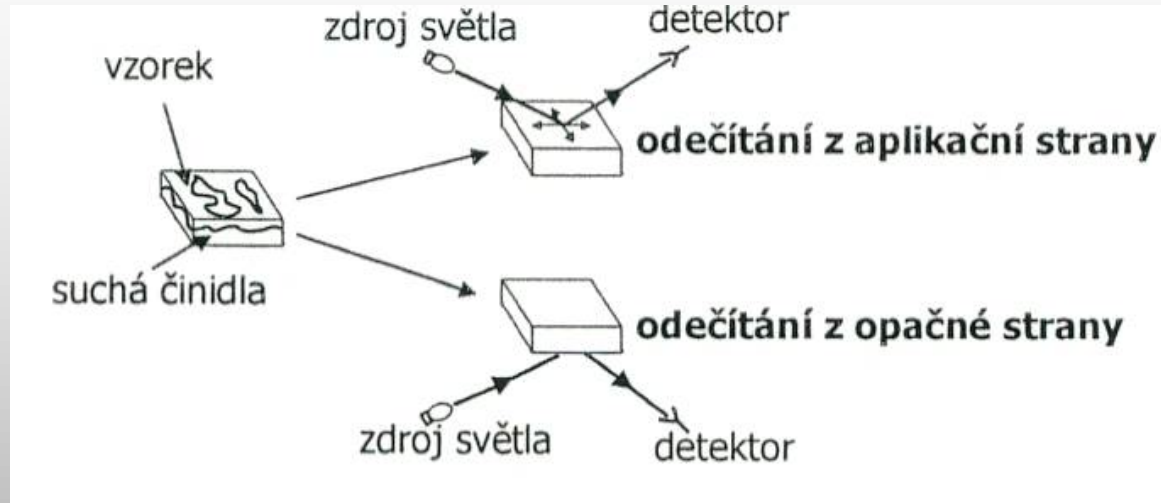 zdroj světla
detektor
vzorek
odečítání z aplikační strany
suchá činidla
odečítání z opačné strany
zdroj světla
detektor